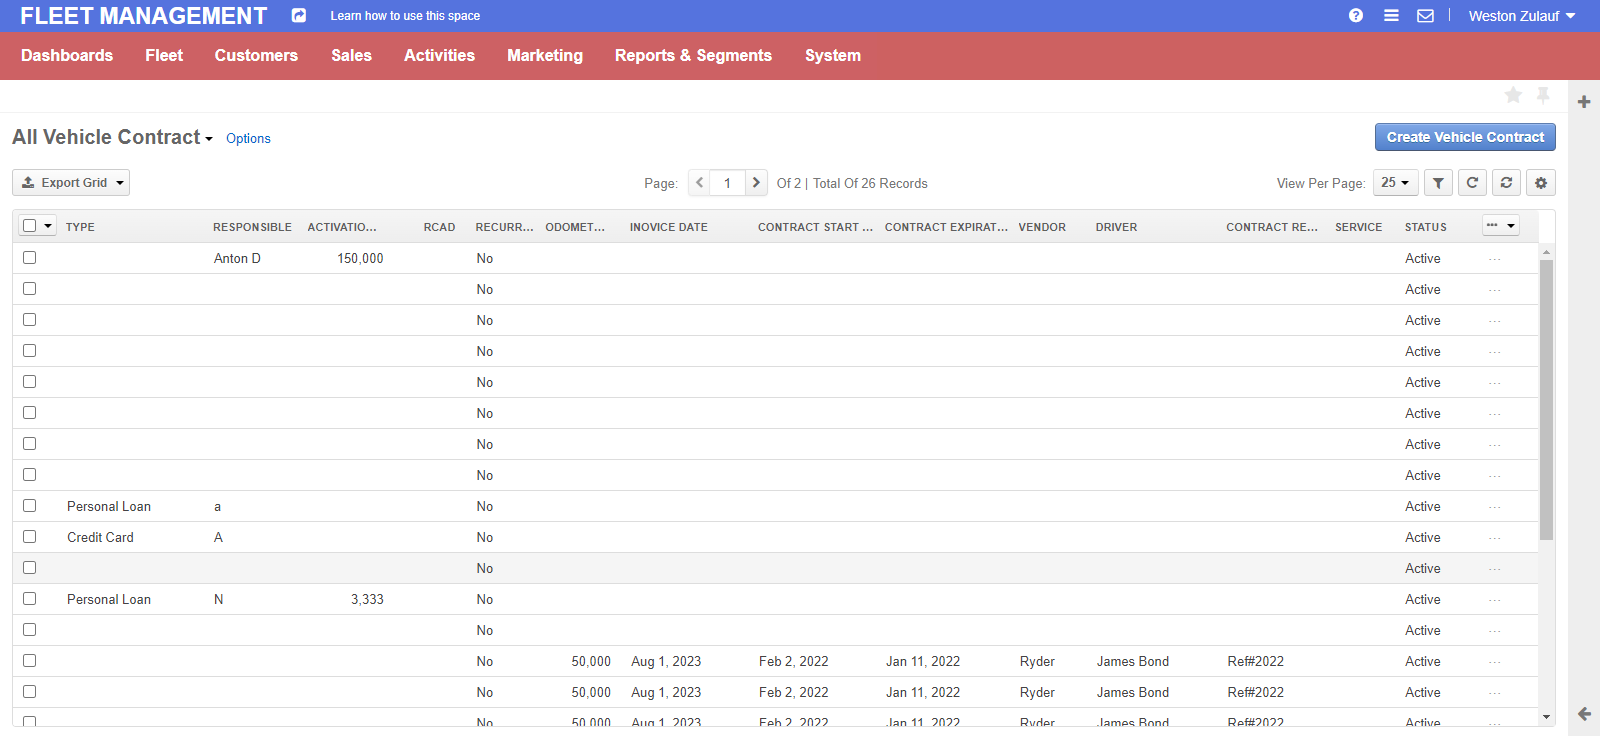 FLEET MANAGEMENT Learn how to use this space Weston Zulauf
Dashboards Fleet Customers Sales Activities Marketing Reports & Segments System
All Vehicle Contract Options Create Vehicle Contract
Export Grid Page: 1 Of 2 | Total Of 26 Records View Per Page: 25
TYPE RESPONSIBLE ACTIVATIO... RCAD RECURR... ODOMET... INOVICE DATE CONTRACT START ... CONTRACT EXPIRAT... VENDOR DRIVER CONTRACT RE... SERVICE STATUS ...
Anton D 150,000 No Active ...
No Active ...
No Active ...
No Active ...
No Active ...
No Active ...
No Active ...
No Active ...
Personal Loan a No Active ...
Credit Card A No Active ...
No Active ...
Personal Loan N 3,333 No Active ...
No Active ...
No 50,000 Aug 1, 2023 Feb 2, 2022 Jan 11, 2022 Ryder James Bond Ref#2022 Active ...
No 50,000 Aug 1, 2023 Feb 2, 2022 Jan 11, 2022 Ryder James Bond Ref#2022 Active ...
No 50,000 Aug 1, 2023 Feb 2, 2022 Jan 11, 2022 Ryder James Bond Ref#2022 Active ...